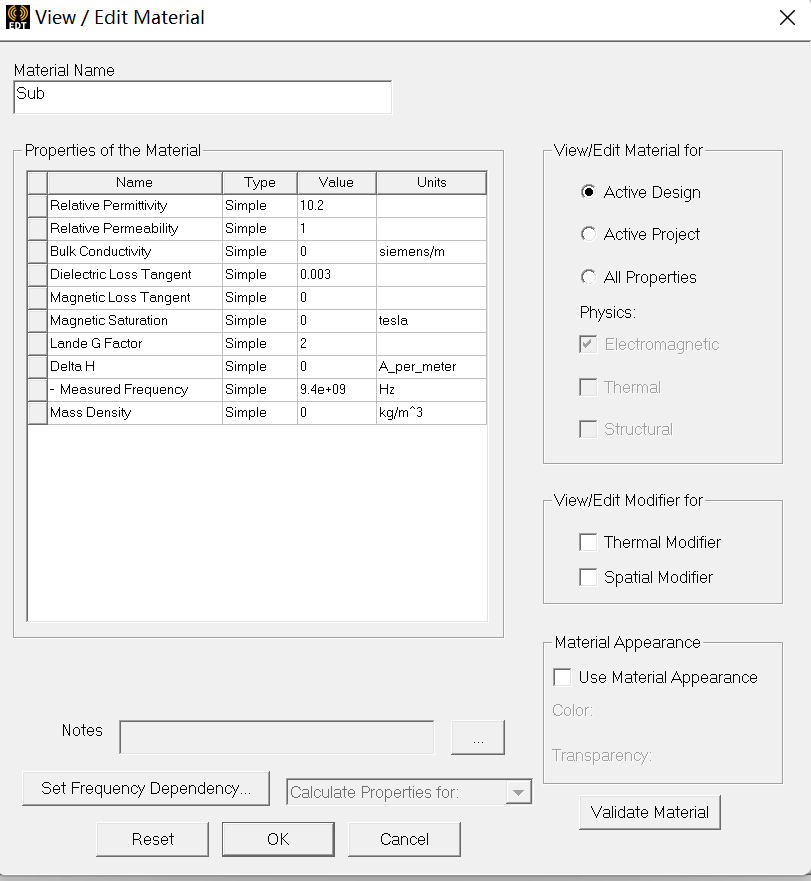 EDT View / Edit Material
Material Name
Sub
Properties of the Material
Name Type Value Units
Relative Permittivity Simple 10.2
Relative Permeability Simple 1
Bulk Conductivity Simple 0 siemens/m
Dielectric Loss Tangent Simple 0.003
Magnetic Loss Tangent Simple 0
Magnetic Saturation Simple 0 tesla
Lande G Factor Simple 2
Delta H Simple 0 A_per_meter
- Measured Frequency Simple 9.4e+09 Hz
Mass Density Simple 0 kg/m^3
View/Edit Material for
Active Design
Active Project
All Properties
Physics:
Electromagnetic
Thermal
Structural
View/Edit Modifier for
Thermal Modifier
Spatial Modifier
Material Appearance
Use Material Appearance
Color:
Transparency:
Notes ...
Set Frequency Dependency... Calculate Properties for:
Validate Material
Reset OK Cancel